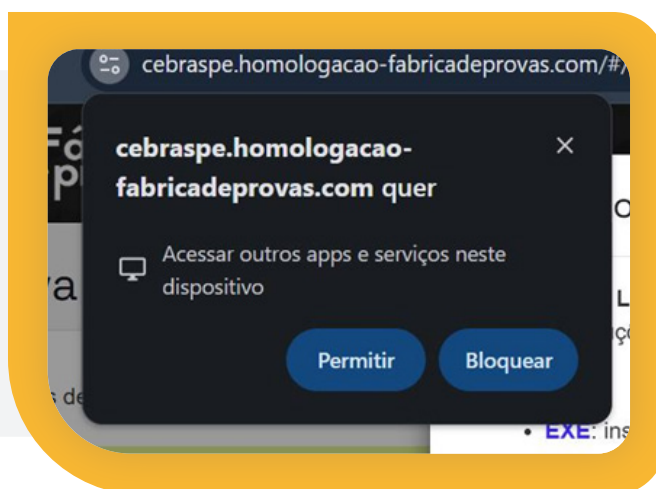 cebraspe.homologacao-fabricadeprovas.com/#/
cebraspe.homologacao-
fabricadeprovas.com quer
Acessar outros apps e serviços neste
dispositivo
Permitir
Bloquear
EXE: ins